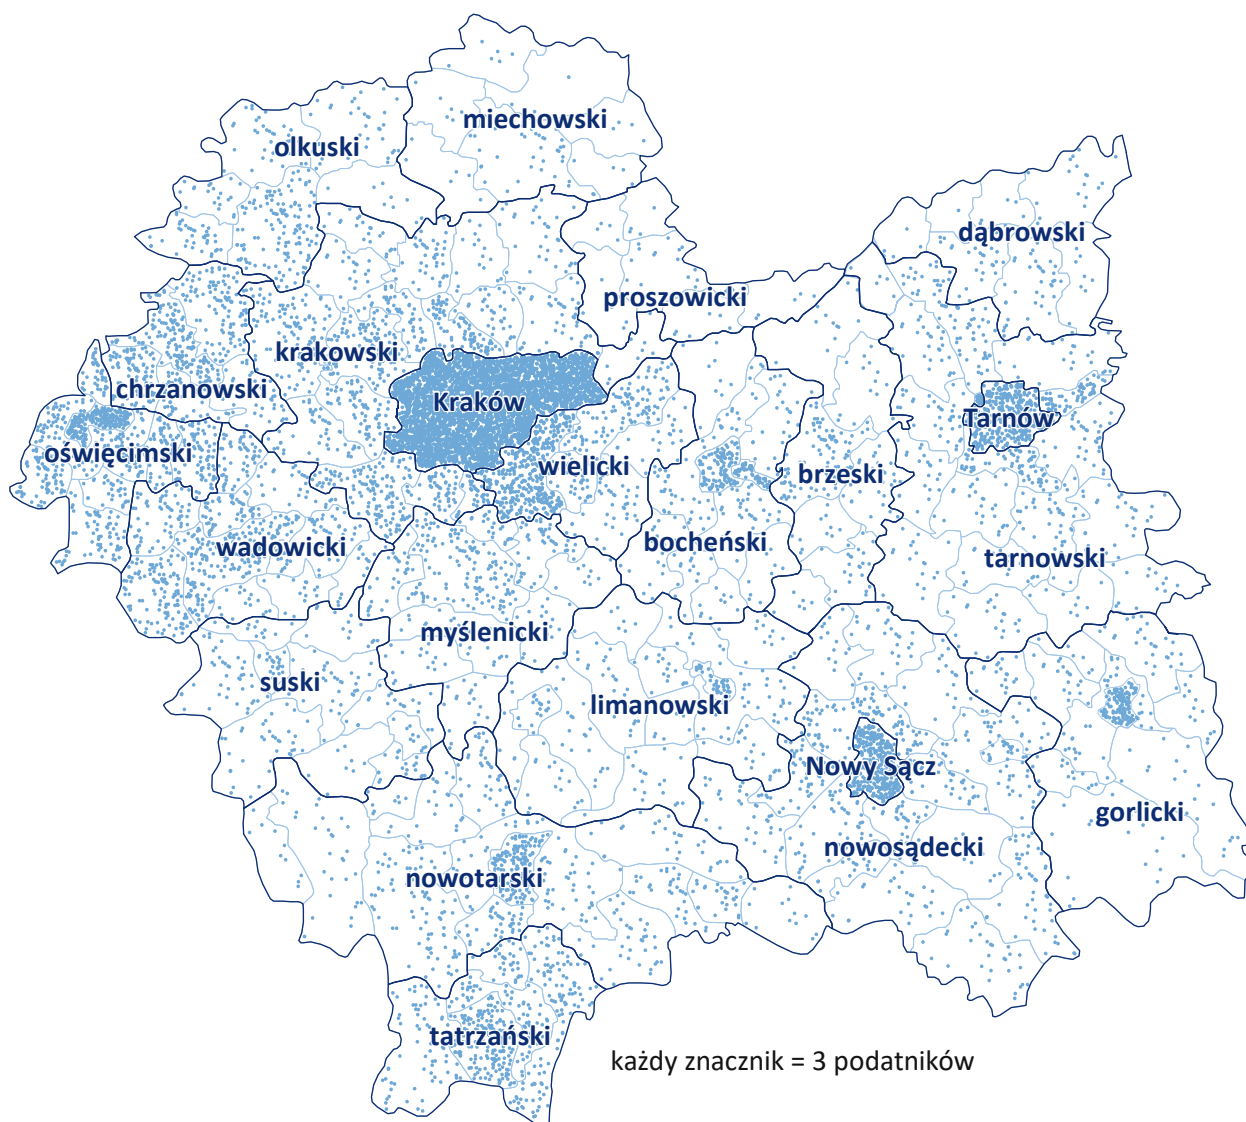 miechowski
olkuski
dąbrowski
proszowicki
krakowski
chrzanowski
Kraków
Tarnów
oświęcimski
wielicki
brzeski
wadowicki
bocheński
tarnowski
myślenicki
suski
limanowski
Nowy Sącz
gorlicki
nowosądecki
nowotarski
tatrzański
każdy znacznik = 3 podatników